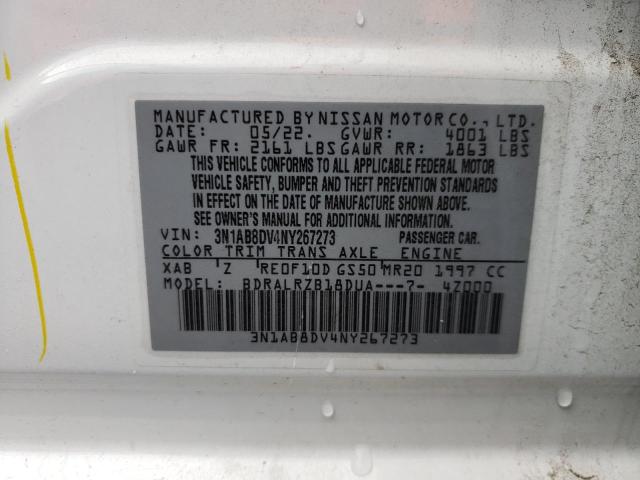 MANUFACTURED BY NISSAN MOTOR CO., LTD.
DATE: 05/22. GVWR: 4001 LBS
GAWR FR: 2161 LBS GAWR RR: 1863 LBS
THIS VEHICLE CONFORMS TO ALL APPLICABLE FEDERAL MOTOR
VEHICLE SAFETY, BUMPER AND THEFT PREVENTION STANDARDS
IN EFFECT ON THE DATE OF MANUFACTURE SHOWN ABOVE.
SEE OWNER'S MANUAL FOR ADDITIONAL INFORMATION.
VIN: 3N1AB8DV4NY267273 PASSENGER CAR.
COLOR TRIM TRANS AXLE ENGINE
XAB Z RE0F10D GS50 MR20 1997 CC
MODEL: BDRALRZB18DUA---7- 4Z000
3N1AB8DV4NY267273